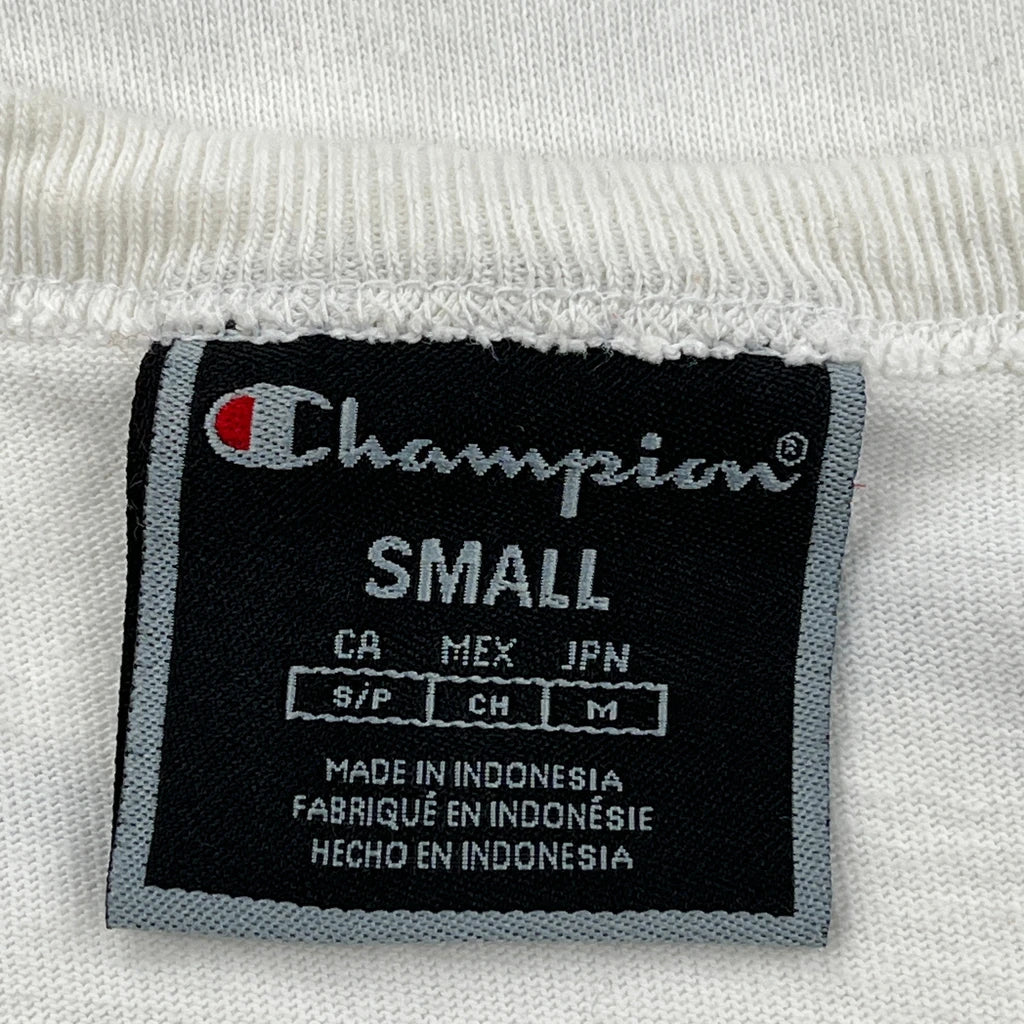 Champion®
SMALL
CA MEX JPN
S/P CH M
MADE IN INDONESIA
FABRIQUÉ EN INDONÉSIE
HECHO EN INDONESIA